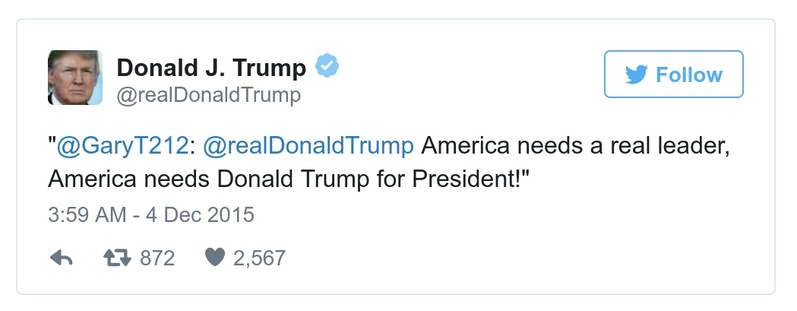 Donald J. Trump
@realDonaldTrump
Follow
"@GaryT212: @realDonaldTrump America needs a real leader,
America needs Donald Trump for President!"
3:59 AM - 4 Dec 2015
872 2,567